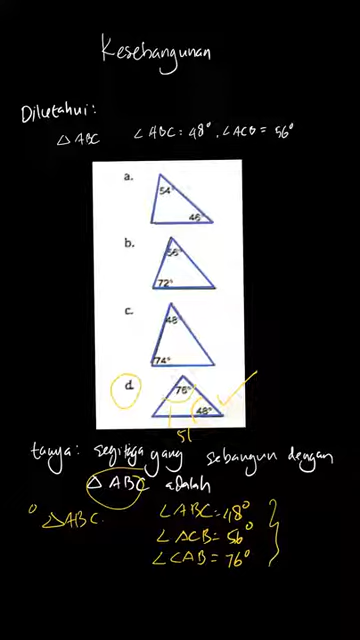 Kesebangunan
Diketahui:
△ ABC ∠ABC = 48°, ∠ACB = 56°
a.
54°
46°
b.
56°
72°
c.
48°
74°
d.
76°
48°
tanya: segitiga yang sebangun dengan
△ ABC adalah
° △ABC. ∠ABC = 48°
∠ACB = 56°
∠CAB = 76°